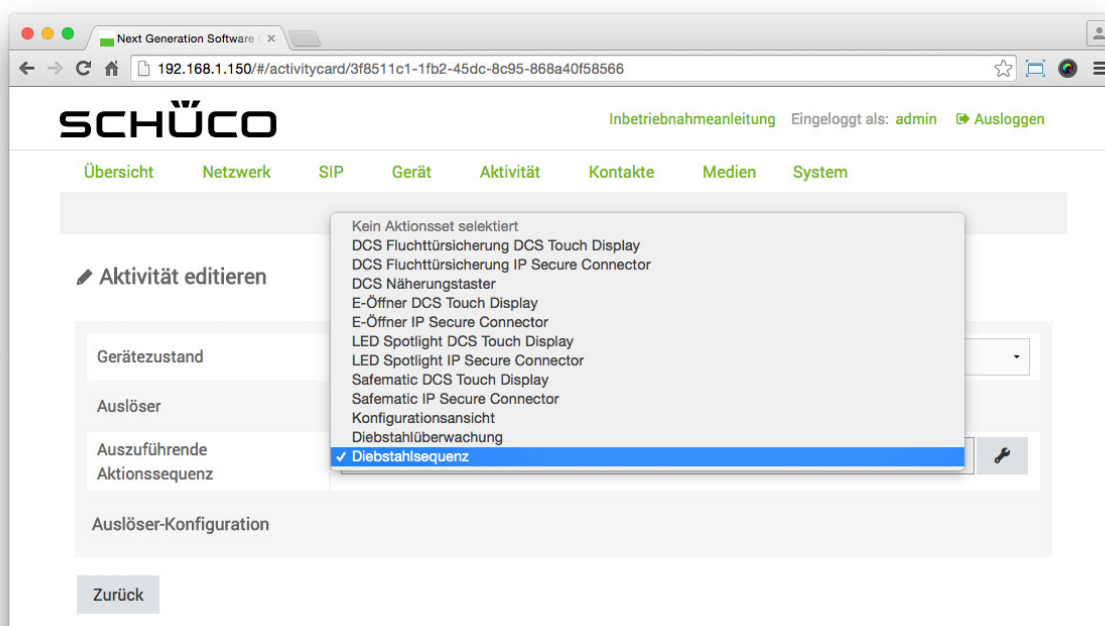 Next Generation Software
192.168.1.150/#/activitycard/3f8511c1-1fb2-45dc-8c95-868a40f58566
SCHÜCO
Inbetriebnahmeanleitung Eingeloggt als: admin Ausloggen
Übersicht Netzwerk SIP Gerät Aktivität Kontakte Medien System
Kein Aktionsset selektiert
DCS Fluchttürsicherung DCS Touch Display
DCS Fluchttürsicherung IP Secure Connector
DCS Näherungstaster
E-Öffner DCS Touch Display
E-Öffner IP Secure Connector
LED Spotlight DCS Touch Display
LED Spotlight IP Secure Connector
Safematic DCS Touch Display
Safematic IP Secure Connector
Konfigurationsansicht
Diebstahlüberwachung
✓ Diebstahlsequenz
Aktivität editieren
Gerätezustand
Auslöser
Auszuführende
Aktionssequenz
Auslöser-Konfiguration
Zurück